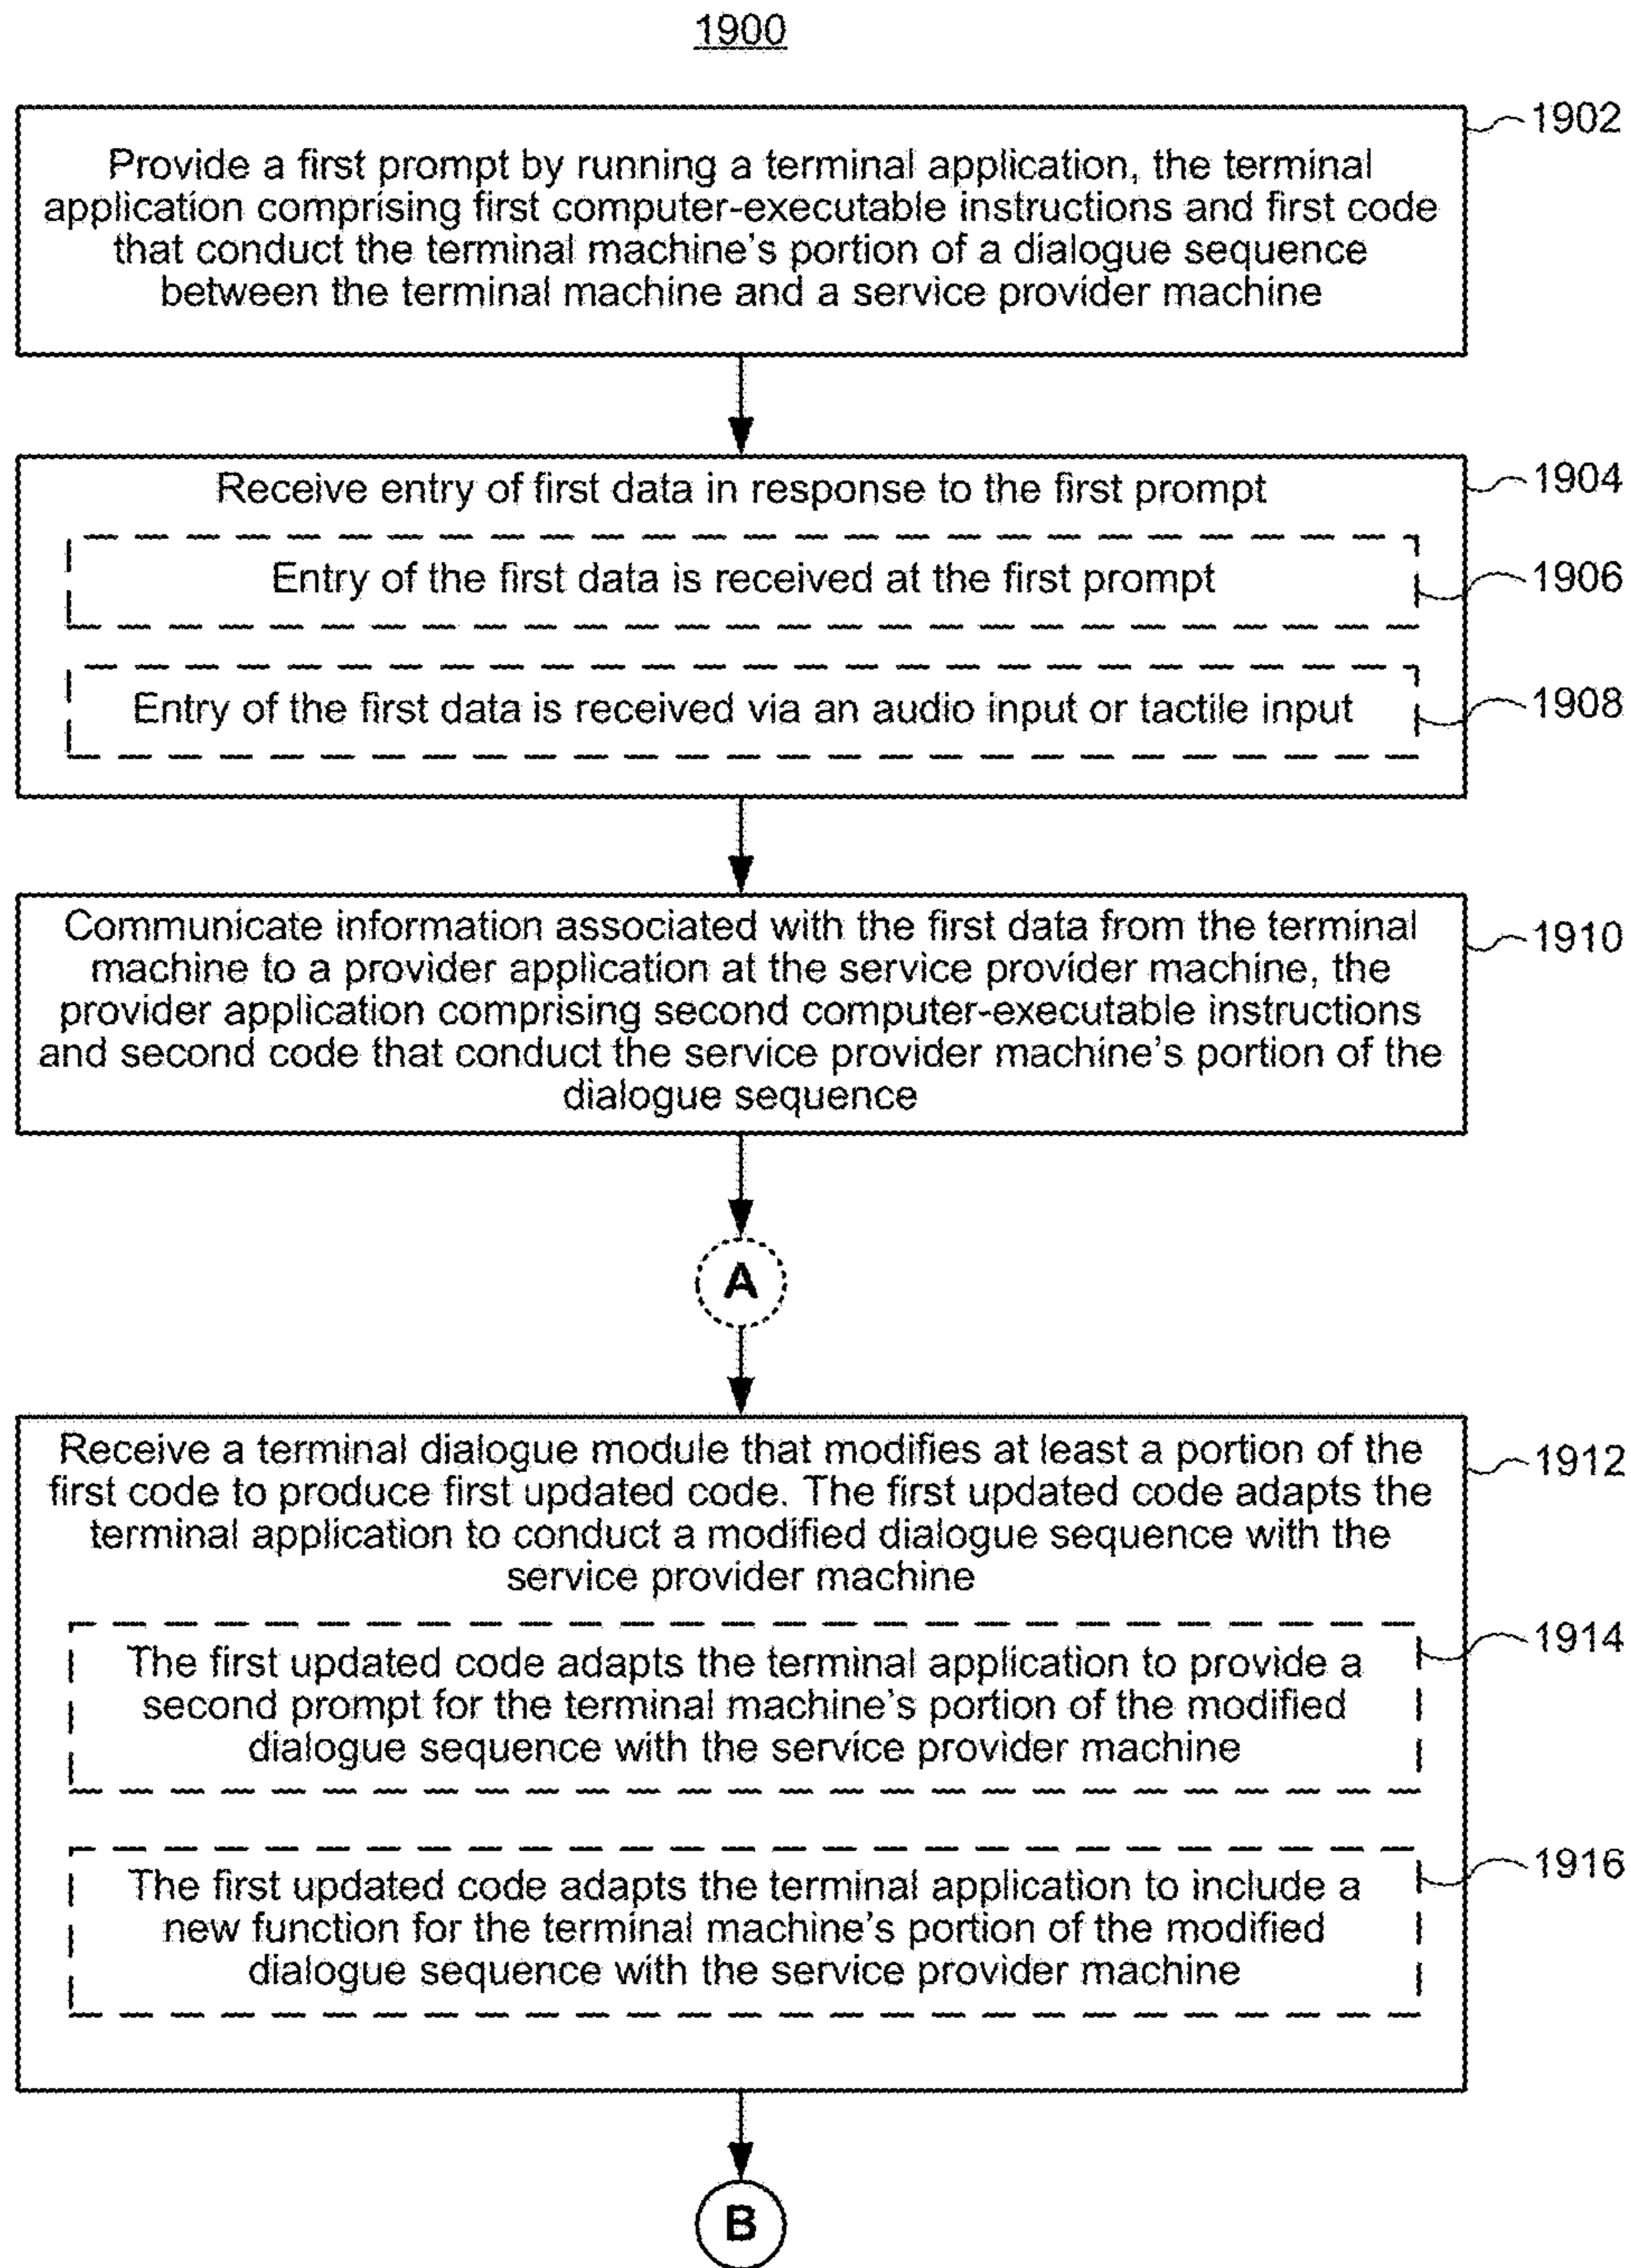 1900
1902
Provide a first prompt by running a terminal application, the terminal
application comprising first computer-executable instructions and first code
that conduct the terminal machine's portion of a dialogue sequence
between the terminal machine and a service provider machine
1904
Receive entry of first data in response to the first prompt
Entry of the first data is received at the first prompt
1906
Entry of the first data is received via an audio input or tactile input
1908
Communicate information associated with the first data from the terminal
1910
machine to a provider application at the service provider machine, the
provider application comprising second computer-executable instructions
and second code that conduct the service provider machine's portion of the
dialogue sequence
A
Receive a terminal dialogue module that modifies at least a portion of the
1912
first code to produce first updated code. The first updated code adapts the
terminal application to conduct a modified dialogue sequence with the
service provider machine
1914
The first updated code adapts the terminal application to provide a
second prompt for the terminal machine's portion of the modified
dialogue sequence with the service provider machine
1916
The first updated code adapts the terminal application to include a
new function for the terminal machine's portion of the modified
dialogue sequence with the service provider machine
B